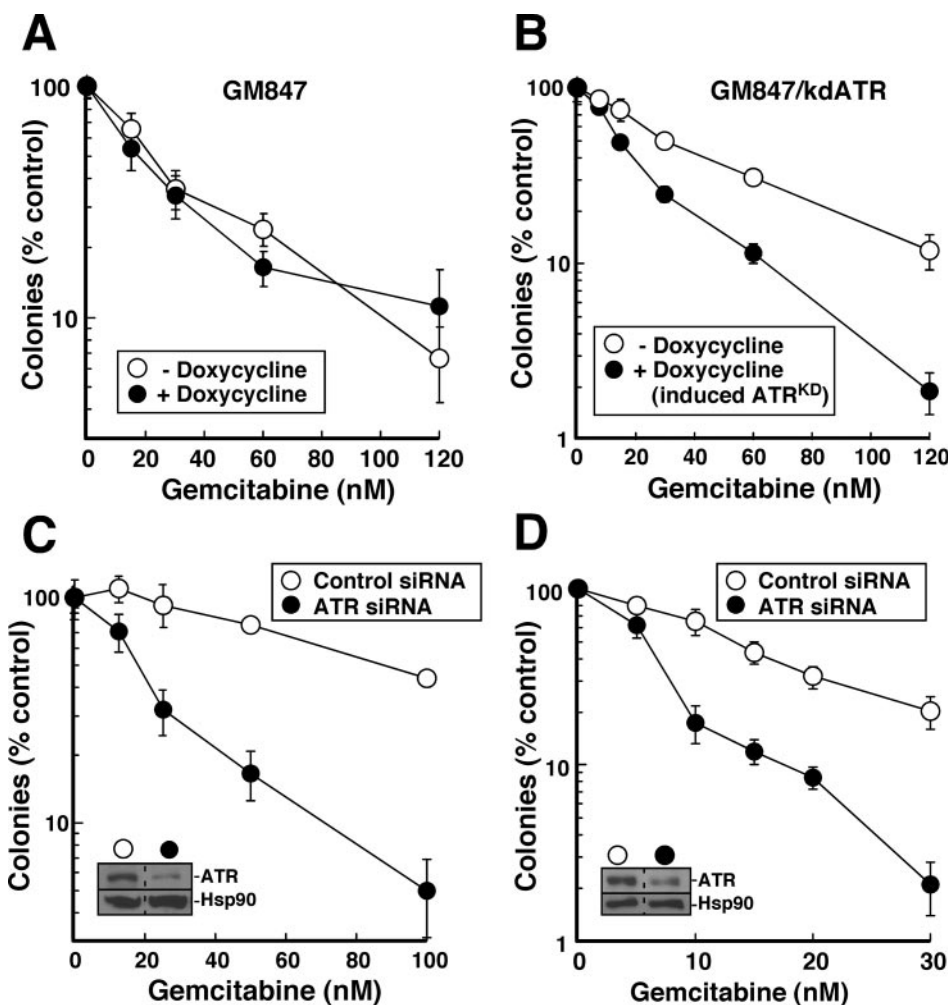 A
GM847
Colonies (% control)
100
10
- Doxycycline
+ Doxycycline
0 20 40 60 80 100 120
Gemcitabine (nM)
B
GM847/kdATR
Colonies (% control)
100
10
1
- Doxycycline
+ Doxycycline
(induced ATRᴷᴰ)
0 20 40 60 80 100 120
Gemcitabine (nM)
C
Control siRNA
ATR siRNA
Colonies (% control)
100
10
-ATR
-Hsp90
0 20 40 60 80 100
Gemcitabine (nM)
D
Control siRNA
ATR siRNA
Colonies (% control)
100
10
1
-ATR
-Hsp90
0 10 20 30
Gemcitabine (nM)